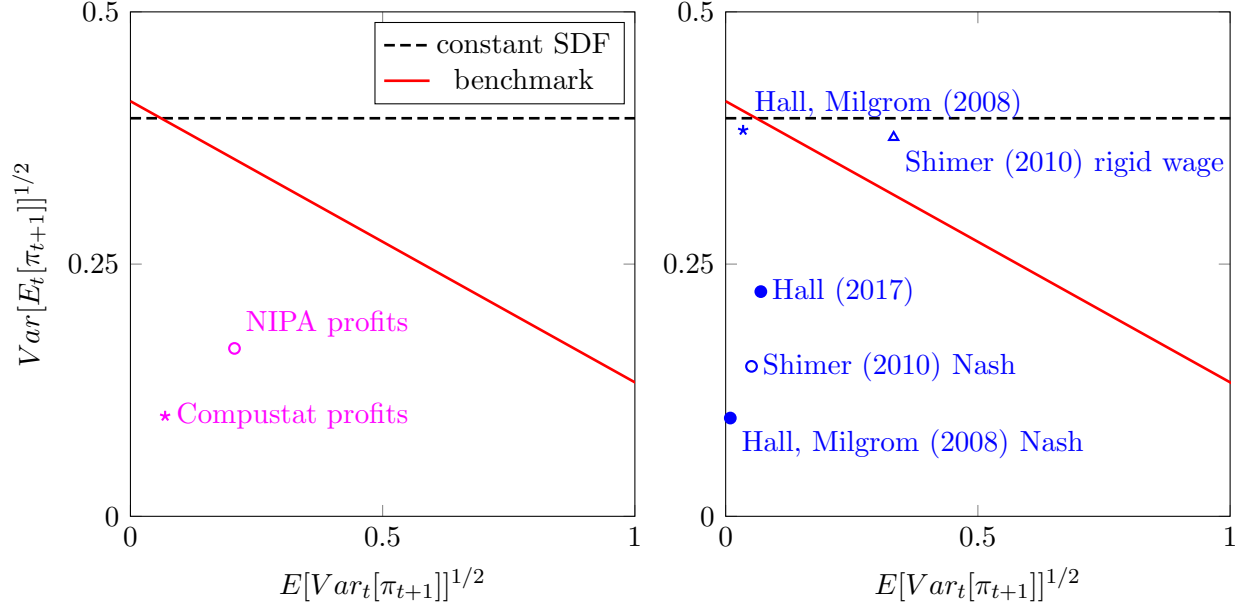 0.5
constant SDF
benchmark
0.25
NIPA profits
Compustat profits
0
0
0.5
1
Var[E_t[π_{t+1}]]^{1/2}
E[Var_t[π_{t+1}]]^{1/2}
0.5
Hall, Milgrom (2008)
Shimer (2010) rigid wage
0.25
Hall (2017)
Shimer (2010) Nash
Hall, Milgrom (2008) Nash
0
0
0.5
1
E[Var_t[π_{t+1}]]^{1/2}